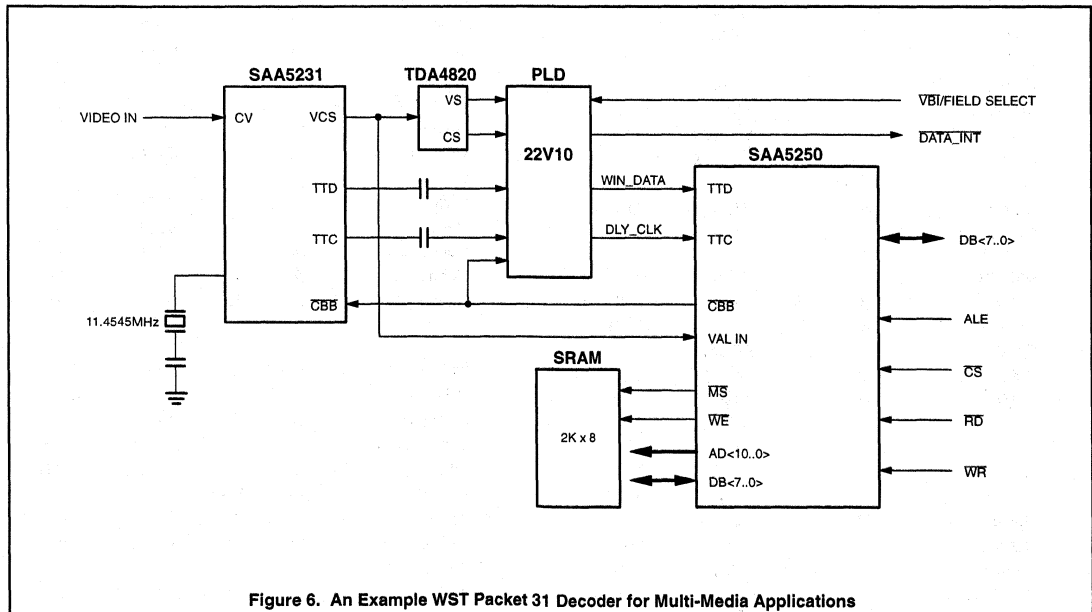 SAA5231
TDA4820
PLD
VIDEO IN
CV
VCS
VS
CS
22V10
VBI/FIELD SELECT
DATA_INT
SAA5250
TTD
WIN_DATA
TTD
TTC
DLY_CLK
TTC
DB<7..0>
CBB
CBB
11.4545MHz
VAL IN
ALE
SRAM
2K x 8
MS
CS
WE
RD
AD<10..0>
DB<7..0>
WR
Figure 6. An Example WST Packet 31 Decoder for Multi-Media Applications